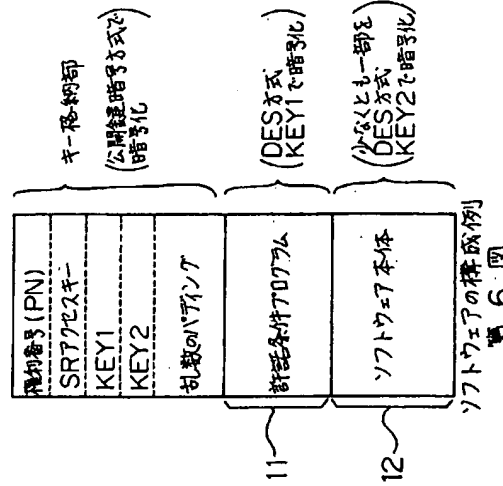 権利番号(PN)
SRアクセスキー
KEY1
KEY2
乱数のパディング
許諾条件プログラム
ソフトウェア本体
キー格納部
(公開鍵暗号方式で
暗号化)
(DES方式
KEY1で暗号化)
(少なくとも一部を
DES方式,
KEY2で暗号化)
11
12
ソフトウェアの構成例
第6図